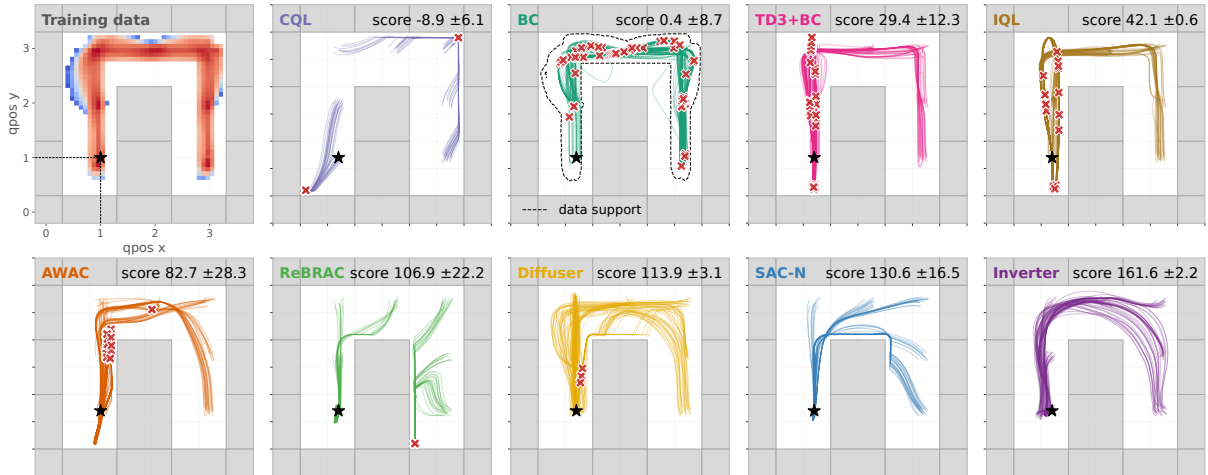 Training data
CQL score -8.9 ±6.1
BC score 0.4 ±8.7
TD3+BC score 29.4 ±12.3
IQL score 42.1 ±0.6
3
2
1
0
qpos y
0 1 2 3
qpos x
data support
AWAC score 82.7 ±28.3
ReBRAC score 106.9 ±22.2
Diffuser score 113.9 ±3.1
SAC-N score 130.6 ±16.5
Inverter score 161.6 ±2.2